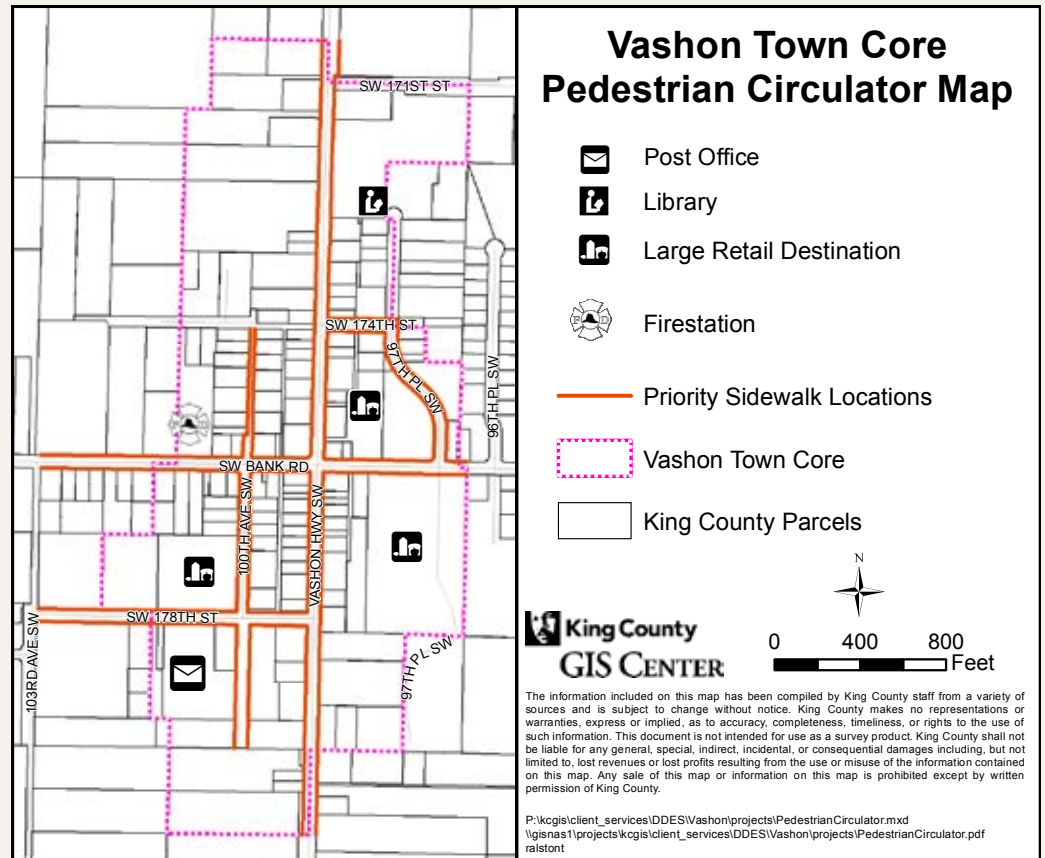 SW 171ST ST
SW 174TH ST
97TH PL SW
96TH PL SW
SW BANK RD
100TH AVE SW
VASHON HWY SW
SW 178TH ST
103RD AVE SW
97TH PL SW
Vashon Town Core
Pedestrian Circulator Map
Post Office
Library
Large Retail Destination
F D
Firestation
Priority Sidewalk Locations
Vashon Town Core
King County Parcels
N
King County
GIS CENTER
0 400 800
Feet
The information included on this map has been compiled by King County staff from a variety of
sources and is subject to change without notice. King County makes no representations or
warranties, express or implied, as to accuracy, completeness, timeliness, or rights to the use of
such information. This document is not intended for use as a survey product. King County shall not
be liable for any general, special, indirect, incidental, or consequential damages including, but not
limited to, lost revenues or lost profits resulting from the use or misuse of the information contained
on this map. Any sale of this map or information on this map is prohibited except by written
permission of King County.
P:\kcgis\client_services\DDES\Vashon\projects\PedestrianCirculator.mxd
\\gisnas1\projects\kcgis\client_services\DDES\Vashon\projects\PedestrianCirculator.pdf
ralstont